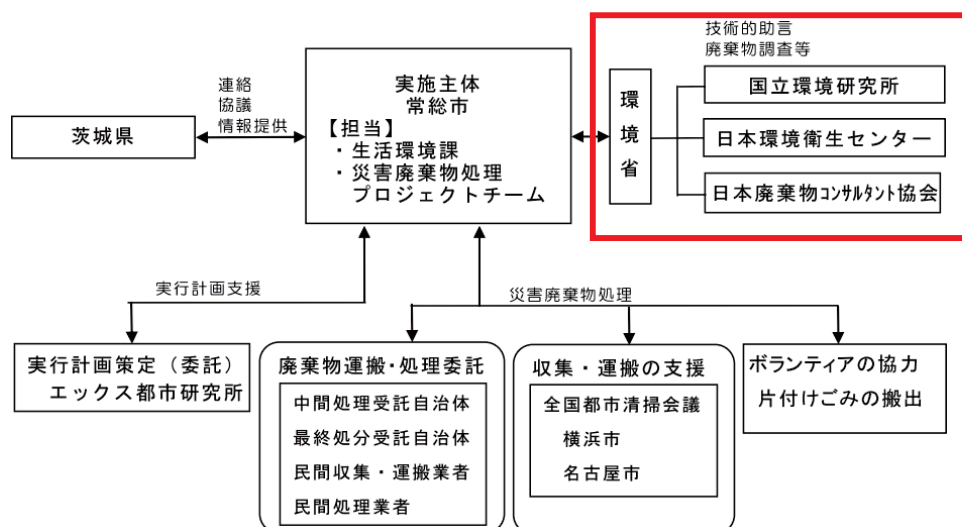 技術的助言
廃棄物調査等
連絡
協議
情報提供
茨城県
実施主体
常総市
【担当】
・生活環境課
・災害廃棄物処理
プロジェクトチーム
環境省
国立環境研究所
日本環境衛生センター
日本廃棄物ｺﾝｻﾙﾀﾝﾄ協会
実行計画支援
災害廃棄物処理
実行計画策定（委託）
エックス都市研究所
廃棄物運搬・処理委託
中間処理受託自治体
最終処分受託自治体
民間収集・運搬業者
民間処理業者
収集・運搬の支援
全国都市清掃会議
横浜市
名古屋市
ボランティアの協力
片付けごみの搬出